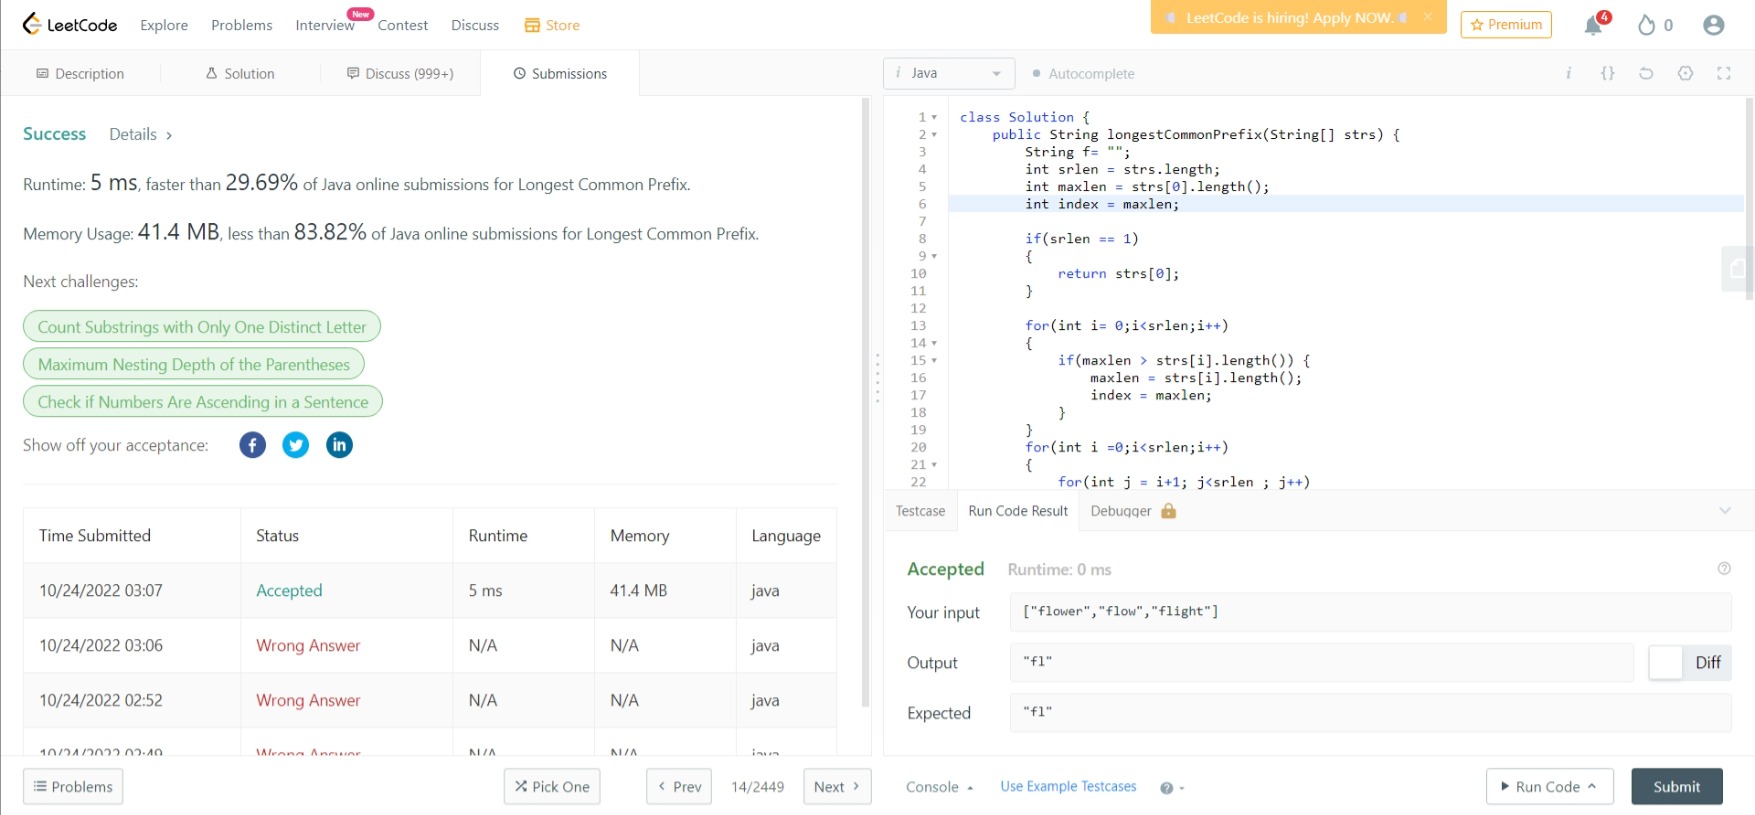 LeetCode Explore Problems Interview New Contest Discuss Store LeetCode is hiring! Apply NOW. × Premium 4 0
Description Solution Discuss (999+) Submissions
i Java Autocomplete i {}
Success Details >
Runtime: 5 ms, faster than 29.69% of Java online submissions for Longest Common Prefix.
Memory Usage: 41.4 MB, less than 83.82% of Java online submissions for Longest Common Prefix.
Next challenges:
Count Substrings with Only One Distinct Letter
Maximum Nesting Depth of the Parentheses
Check if Numbers Are Ascending in a Sentence
Show off your acceptance: f in
Time Submitted Status Runtime Memory Language
10/24/2022 03:07 Accepted 5 ms 41.4 MB java
10/24/2022 03:06 Wrong Answer N/A N/A java
10/24/2022 02:52 Wrong Answer N/A N/A java
10/24/2022 02:49 Wrong Answer N/A N/A java
Problems Pick One < Prev 14/2449 Next >
1 class Solution {
2 public String longestCommonPrefix(String[] strs) {
3 String f= "";
4 int srlen = strs.length;
5 int maxlen = strs[0].length();
6 int index = maxlen;
7
8 if(srlen == 1)
9 {
10 return strs[0];
11 }
12
13 for(int i= 0;i<srlen;i++)
14 {
15 if(maxlen > strs[i].length()) {
16 maxlen = strs[i].length();
17 index = maxlen;
18 }
19 }
20 for(int i =0;i<srlen;i++)
21 {
22 for(int j = i+1; j<srlen ; j++)
Testcase Run Code Result Debugger
Accepted Runtime: 0 ms ?
Your input ["flower","flow","flight"]
Output "fl" Diff
Expected "fl"
Console Use Example Testcases ? Run Code Submit